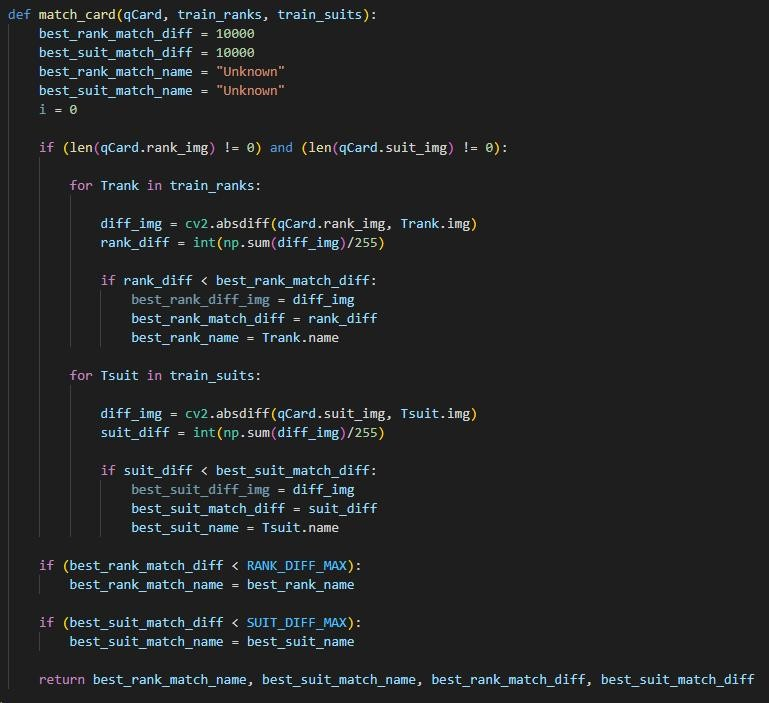 def match_card(qCard, train_ranks, train_suits):
    best_rank_match_diff = 10000
    best_suit_match_diff = 10000
    best_rank_match_name = "Unknown"
    best_suit_match_name = "Unknown"
    i = 0

    if (len(qCard.rank_img) != 0) and (len(qCard.suit_img) != 0):

        for Trank in train_ranks:

            diff_img = cv2.absdiff(qCard.rank_img, Trank.img)
            rank_diff = int(np.sum(diff_img)/255)

            if rank_diff < best_rank_match_diff:
                best_rank_diff_img = diff_img
                best_rank_match_diff = rank_diff
                best_rank_name = Trank.name

        for Tsuit in train_suits:

            diff_img = cv2.absdiff(qCard.suit_img, Tsuit.img)
            suit_diff = int(np.sum(diff_img)/255)

            if suit_diff < best_suit_match_diff:
                best_suit_diff_img = diff_img
                best_suit_match_diff = suit_diff
                best_suit_name = Tsuit.name

    if (best_rank_match_diff < RANK_DIFF_MAX):
        best_rank_match_name = best_rank_name

    if (best_suit_match_diff < SUIT_DIFF_MAX):
        best_suit_match_name = best_suit_name

    return best_rank_match_name, best_suit_match_name, best_rank_match_diff, best_suit_match_diff